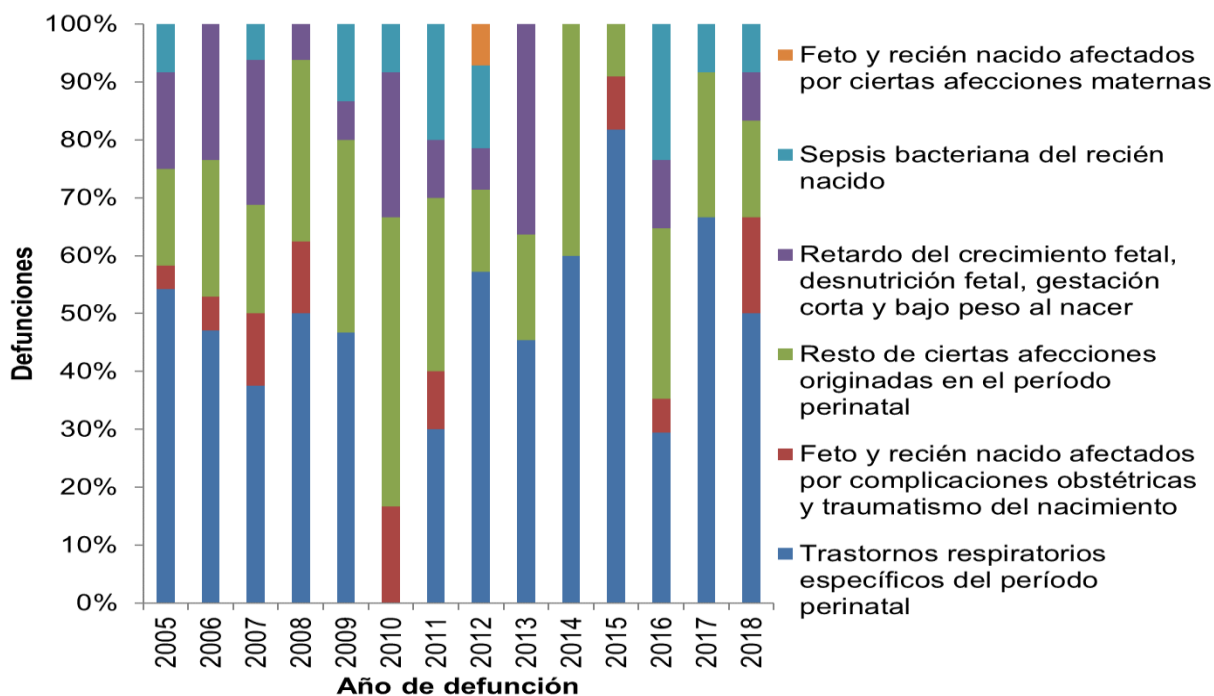 100%
90%
80%
70%
60%
50%
40%
30%
20%
10%
0%
Defunciones
2005
2006
2007
2008
2009
2010
2011
2012
2013
2014
2015
2016
2017
2018
Año de defunción
Feto y recién nacido afectados
por ciertas afecciones maternas
Sepsis bacteriana del recién
nacido
Retardo del crecimiento fetal,
desnutrición fetal, gestación
corta y bajo peso al nacer
Resto de ciertas afecciones
originadas en el período
perinatal
Feto y recién nacido afectados
por complicaciones obstétricas
y traumatismo del nacimiento
Trastornos respiratorios
específicos del período
perinatal